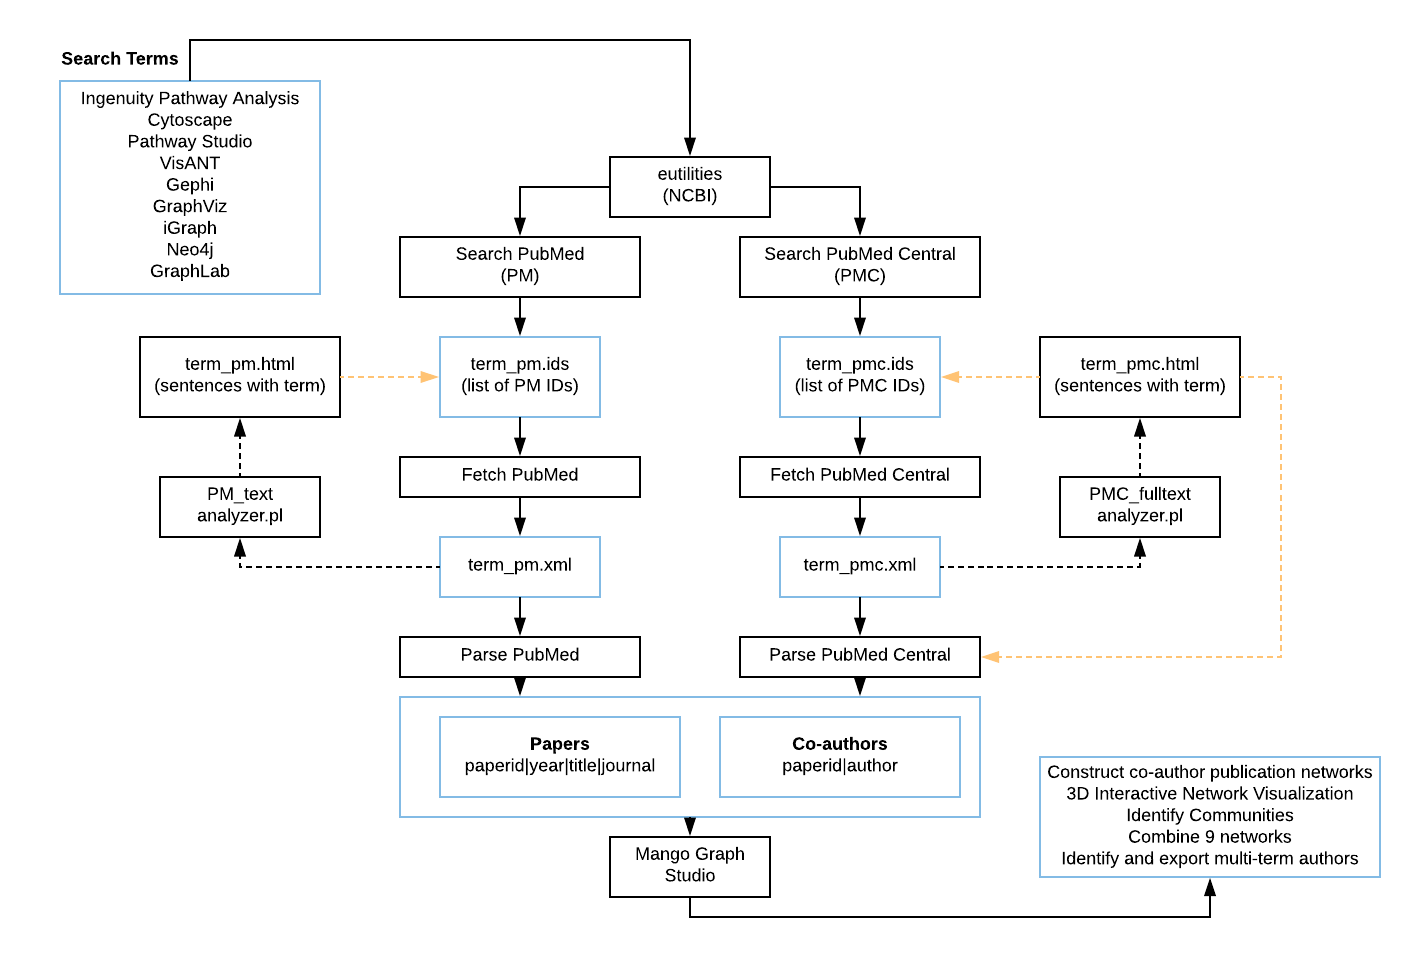 Search Terms
Ingenuity Pathway Analysis
Cytoscape
Pathway Studio
VisANT
Gephi
GraphViz
iGraph
Neo4j
GraphLab
eutilities
(NCBI)
Search PubMed
(PM)
Search PubMed Central
(PMC)
term_pm.html
(sentences with term)
term_pm.ids
(list of PM IDs)
term_pmc.ids
(list of PMC IDs)
term_pmc.html
(sentences with term)
Fetch PubMed
Fetch PubMed Central
PM_text
analyzer.pl
PMC_fulltext
analyzer.pl
term_pm.xml
term_pmc.xml
Parse PubMed
Parse PubMed Central
Papers
paperid|year|title|journal
Co-authors
paperid|author
Construct co-author publication networks
3D Interactive Network Visualization
Identify Communities
Combine 9 networks
Identify and export multi-term authors
Mango Graph
Studio